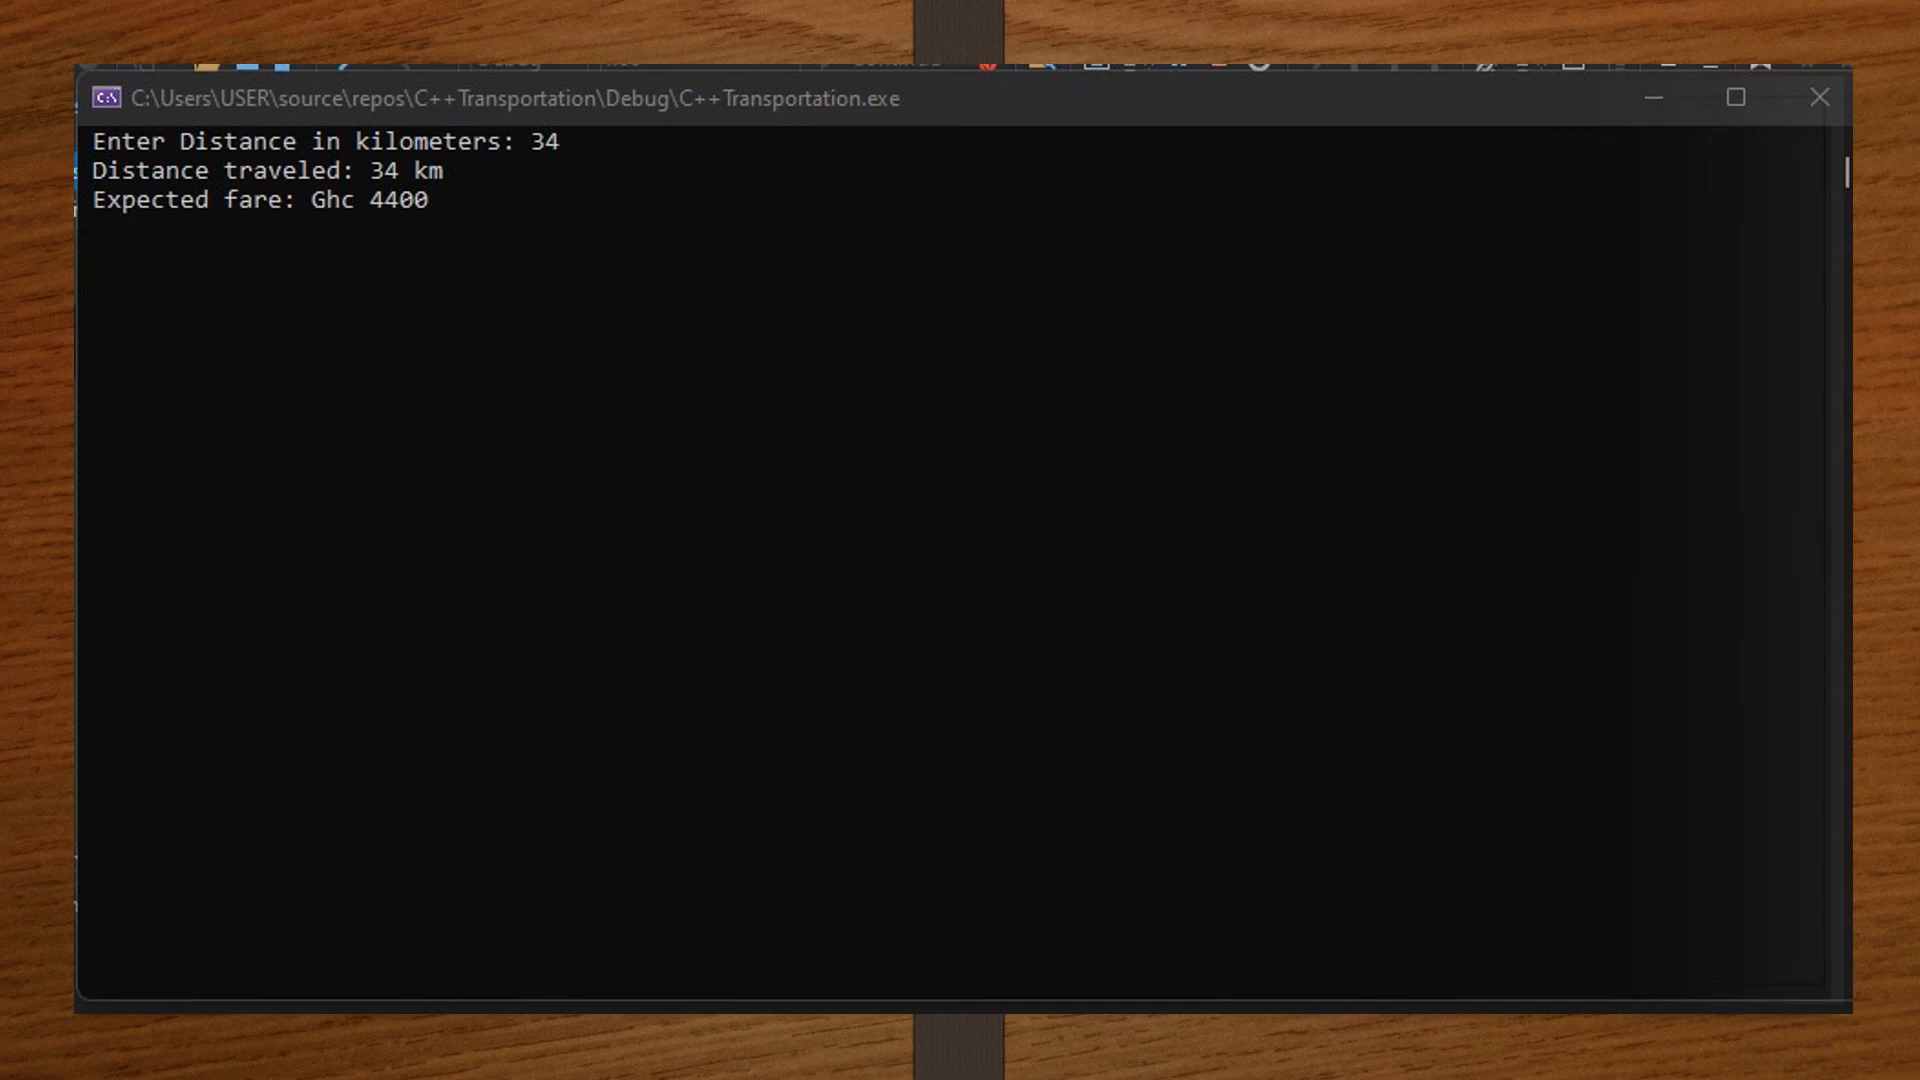 C:\Users\USER\source\repos\C++Transportation\Debug\C++Transportation.exe
Enter Distance in kilometers: 34
Distance traveled: 34 km
Expected fare: Ghc 4400